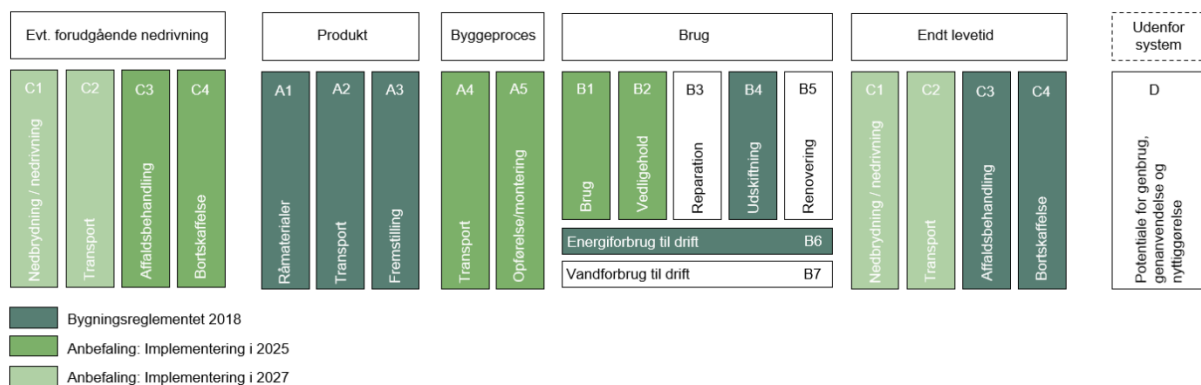 Evt. forudgående nedrivning
C1
Nedbrydning / nedrivning
C2
Transport
C3
Affaldsbehandling
C4
Bortskaffelse
Produkt
A1
Råmaterialer
A2
Transport
A3
Fremstilling
Byggeproces
A4
Transport
A5
Opførelse/montering
Brug
B1
Brug
B2
Vedligehold
B3
Reparation
B4
Udskiftning
B5
Renovering
Energiforbrug til drift B6
Vandforbrug til drift B7
Endt levetid
C1
Nedbrydning / nedrivning
C2
Transport
C3
Affaldsbehandling
C4
Bortskaffelse
Udenfor
system
D
Potentiale for genbrug,
genanvendelse og
nyttiggørelse
Bygningsreglementet 2018
Anbefaling: Implementering i 2025
Anbefaling: Implementering i 2027